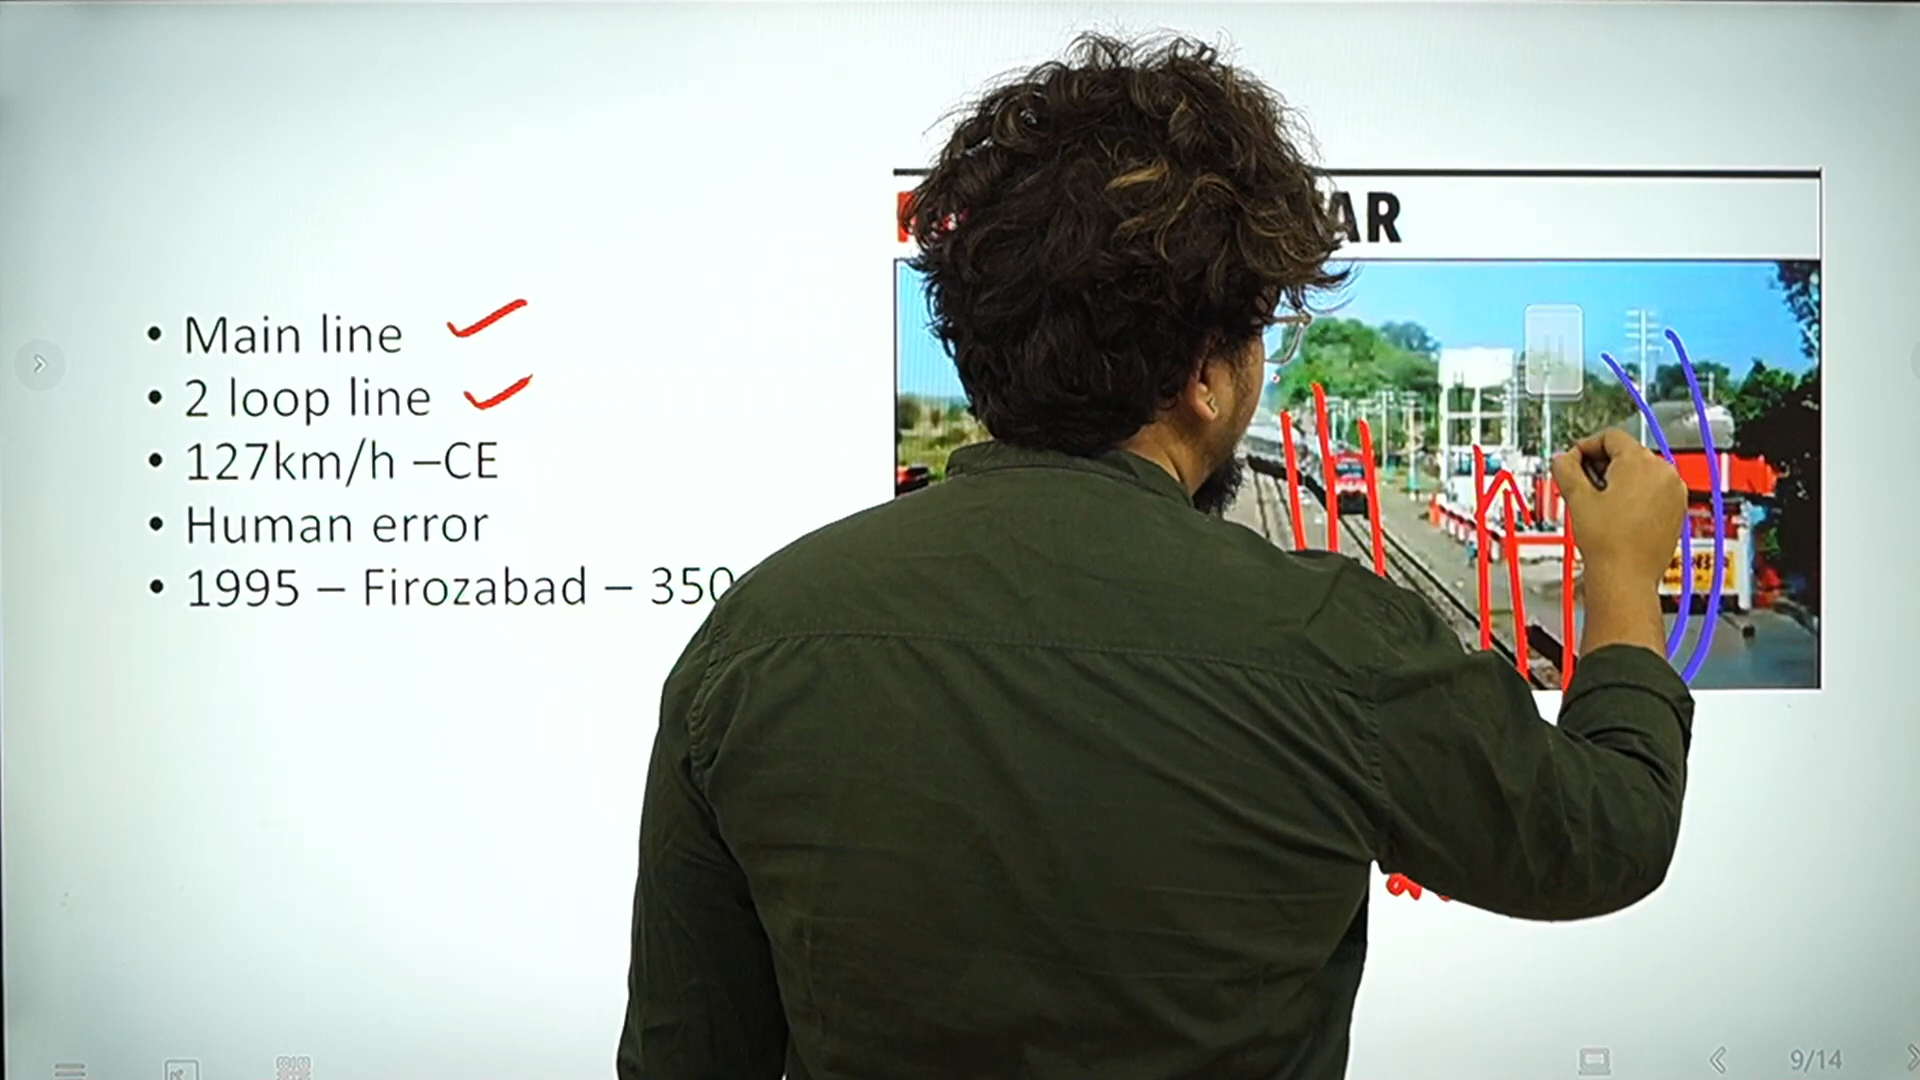 AR
• Main line
• 2 loop line
• 127km/h –CE
• Human error
• 1995 – Firozabad – 350
9/14